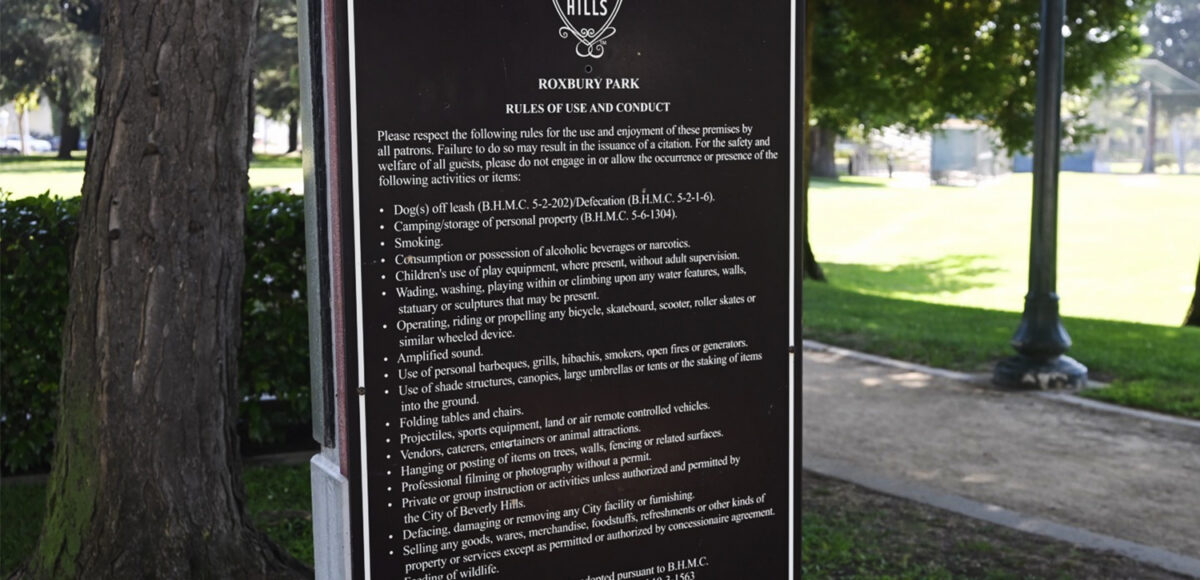 HILLS
ROXBURY PARK
RULES OF USE AND CONDUCT
Please respect the following rules for the use and enjoyment of these premises by
all patrons. Failure to do so may result in the issuance of a citation. For the safety and
welfare of all guests, please do not engage in or allow the occurrence or presence of the
following activities or items:
• Dog(s) off leash (B.H.M.C. 5-2-202)/Defecation (B.H.M.C. 5-2-1-6).
• Camping/storage of personal property (B.H.M.C. 5-6-1304).
• Smoking.
• Consumption or possession of alcoholic beverages or narcotics.
• Children's use of play equipment, where present, without adult supervision.
• Wading, washing, playing within or climbing upon any water features, walls,
statuary or sculptures that may be present.
• Operating, riding or propelling any bicycle, skateboard, scooter, roller skates or
similar wheeled device.
• Amplified sound.
• Use of personal barbeques, grills, hibachis, smokers, open fires or generators.
• Use of shade structures, canopies, large umbrellas or tents or the staking of items
into the ground.
• Folding tables and chairs.
• Projectiles, sports equipment, land or air remote controlled vehicles.
• Vendors, caterers, entertainers or animal attractions.
• Hanging or posting of items on trees, walls, fencing or related surfaces.
• Professional filming or photography without a permit.
• Private or group instruction or activities unless authorized and permitted by
the City of Beverly Hills.
• Defacing, damaging or removing any City facility or furnishing.
• Selling any goods, wares, merchandise, foodstuffs, refreshments or other kinds of
property or services except as permitted or authorized by concessionaire agreement.
of wildlife.
pursuant to B.H.M.C.